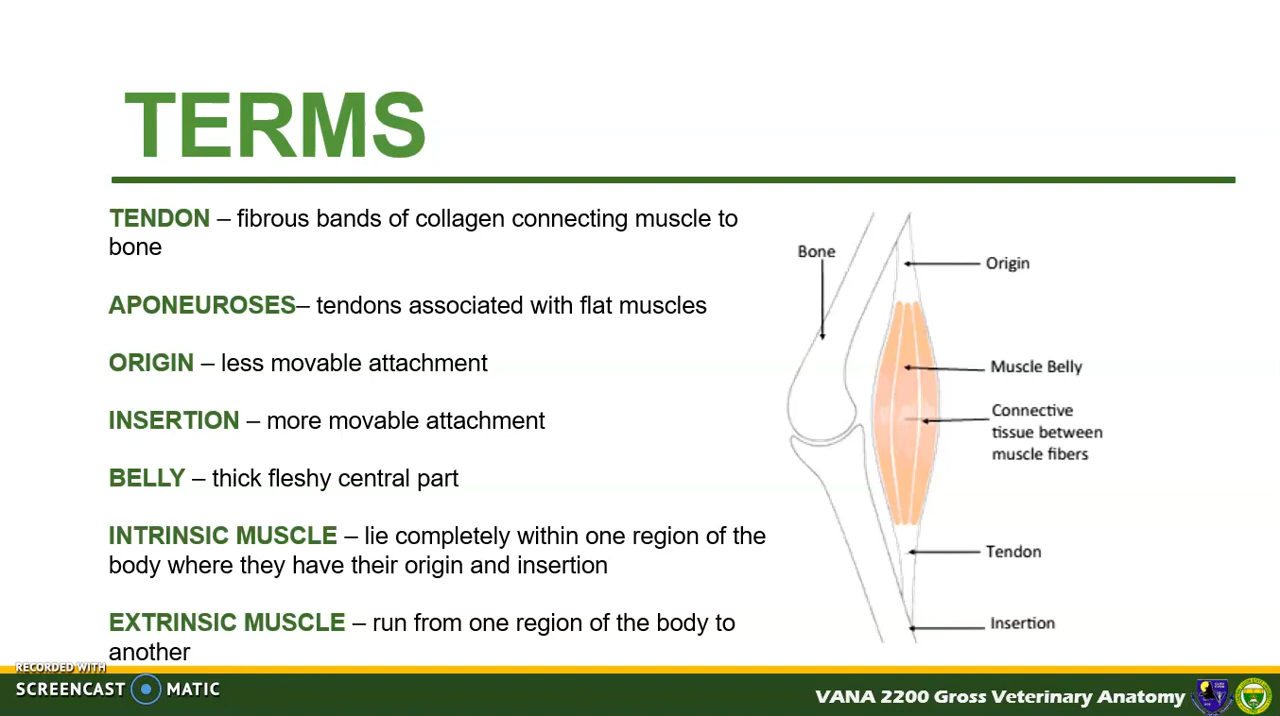 TERMS
TENDON – fibrous bands of collagen connecting muscle to
bone
APONEUROSES– tendons associated with flat muscles
ORIGIN – less movable attachment
INSERTION – more movable attachment
BELLY – thick fleshy central part
INTRINSIC MUSCLE – lie completely within one region of the
body where they have their origin and insertion
EXTRINSIC MUSCLE – run from one region of the body to
another
Bone
Origin
Muscle Belly
Connective
tissue between
muscle fibers
Tendon
Insertion
RECORDED WITH
SCREENCAST MATIC
VANA 2200 Gross Veterinary Anatomy